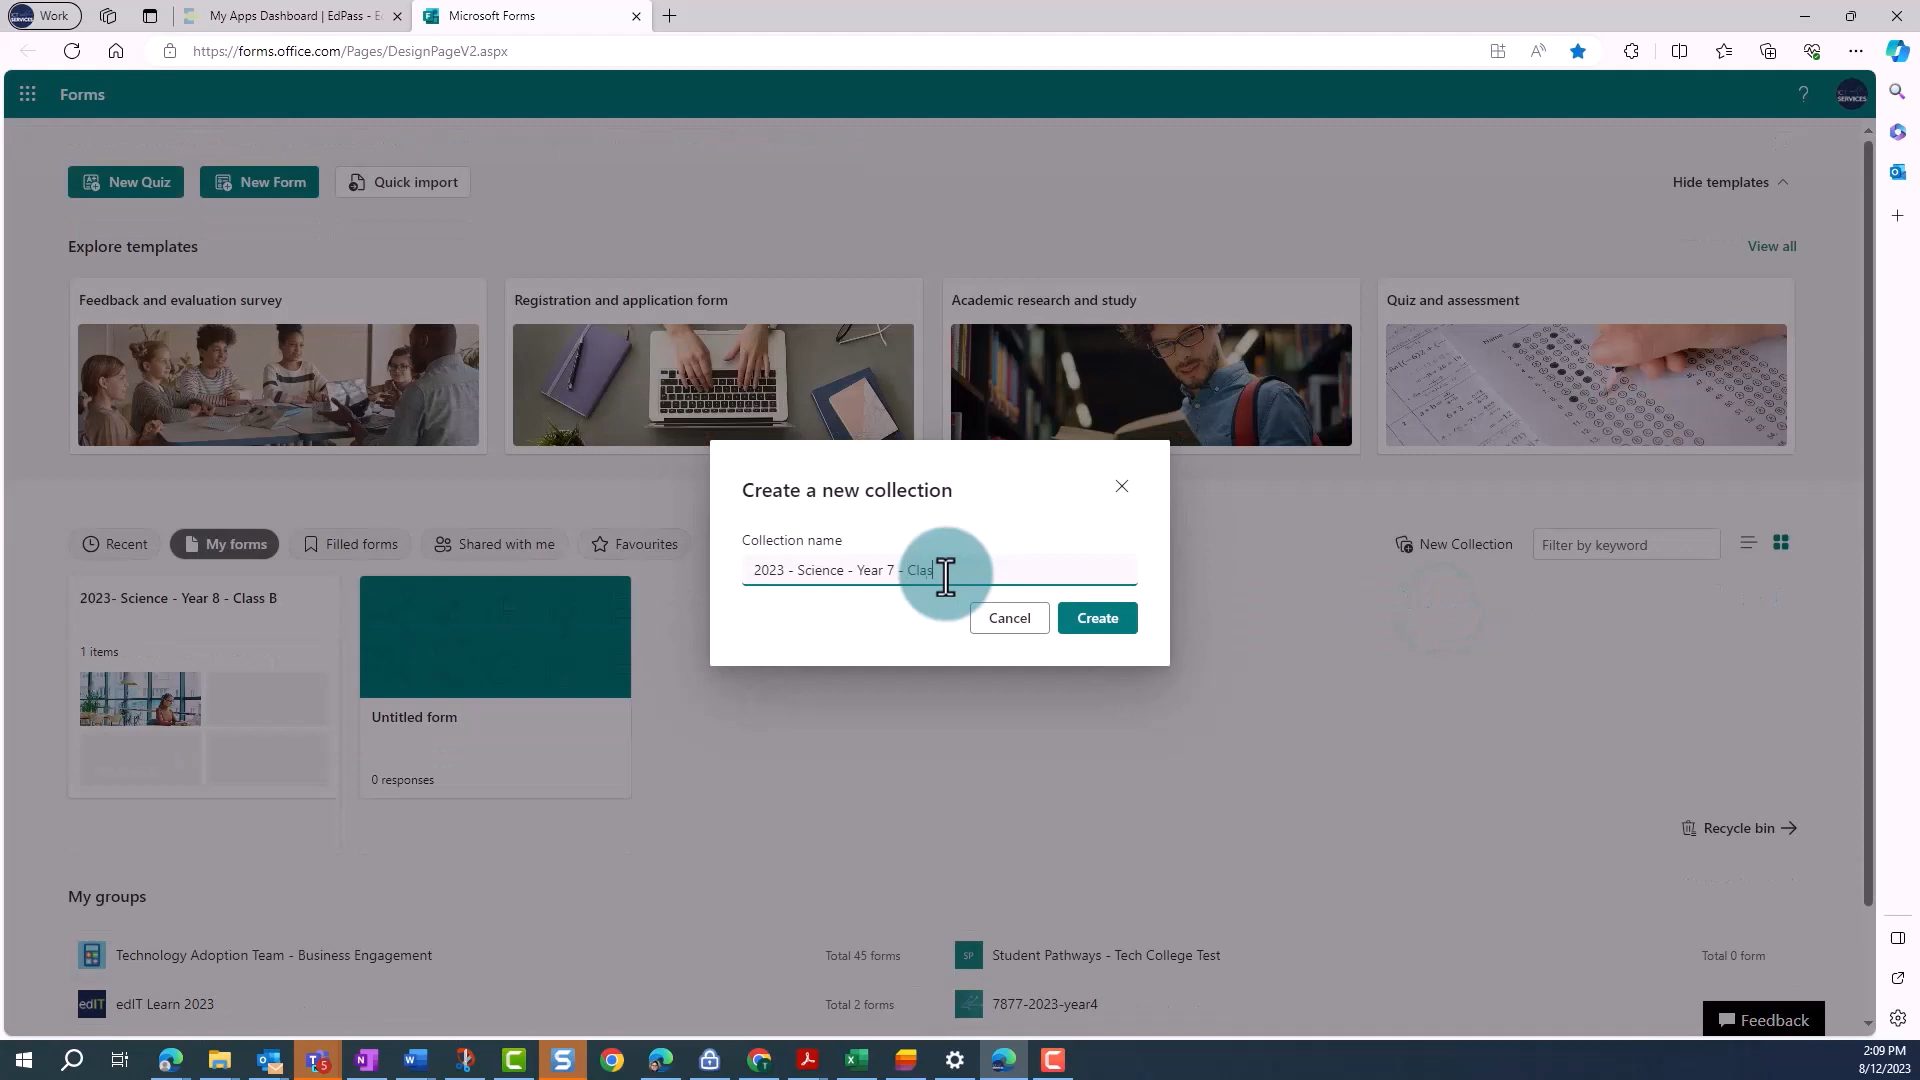 Work
My Apps Dashboard | EdPass - Ed
Microsoft Forms
https://forms.office.com/Pages/DesignPageV2.aspx
Forms
?
SERVICES
New Quiz
New Form
Quick import
Hide templates
Explore templates
View all
Feedback and evaluation survey
Registration and application form
Academic research and study
Quiz and assessment
Create a new collection
Collection name
2023 - Science - Year 7 - Clas
Cancel
Create
Recent
My forms
Filled forms
Shared with me
Favourites
New Collection
Filter by keyword
2023- Science - Year 8 - Class B
1 items
Untitled form
0 responses
Recycle bin
My groups
Technology Adoption Team - Business Engagement
Total 45 forms
SP
Student Pathways - Tech College Test
Total 0 form
edIT
edIT Learn 2023
Total 2 forms
7877-2023-year4
Feedback
2:09 PM
8/12/2023